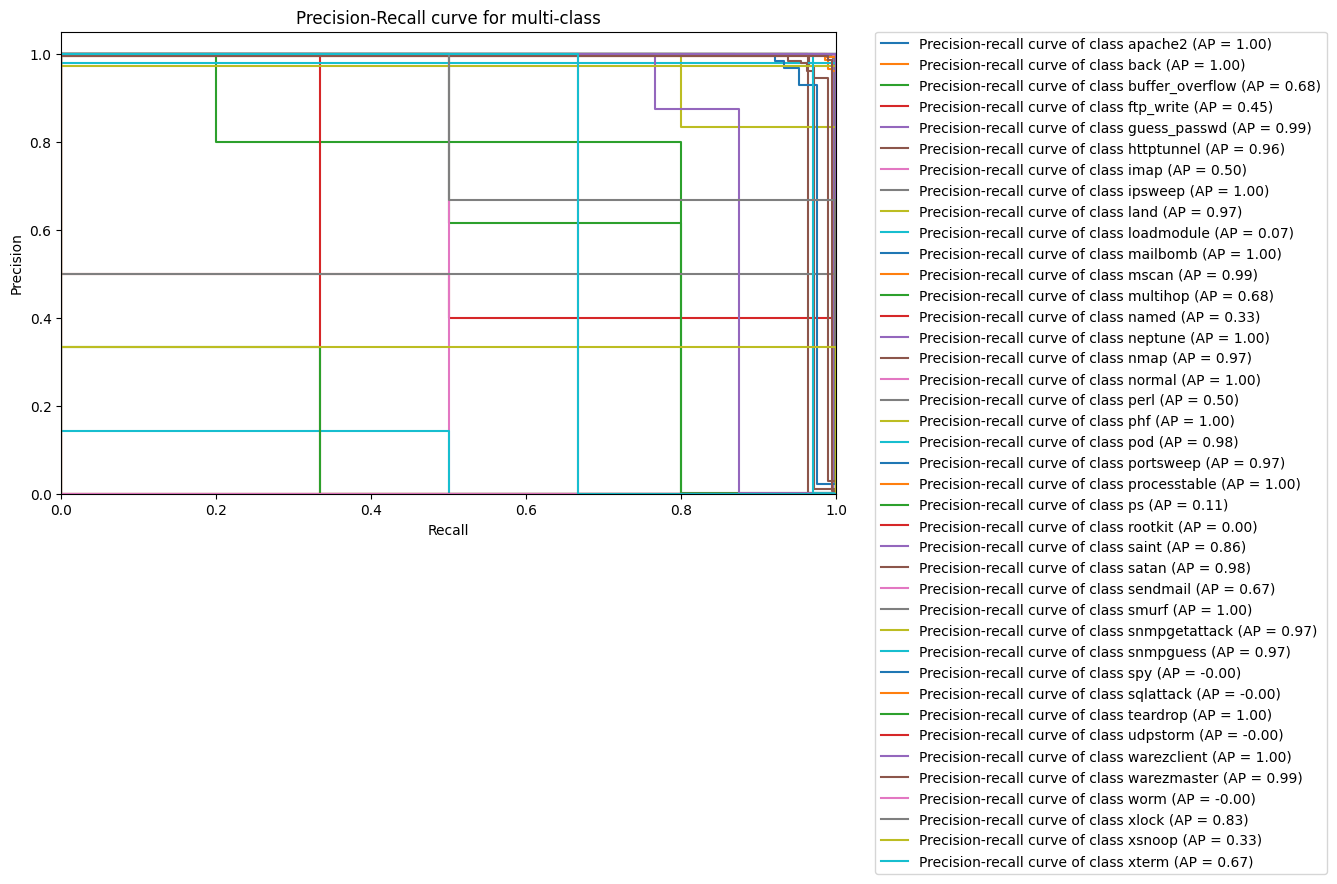 Precision-Recall curve for multi-class
1.0
0.8
0.6
0.4
0.2
0.0
Precision
0.0 0.2 0.4 0.6 0.8 1.0
Recall
Precision-recall curve of class apache2 (AP = 1.00)
Precision-recall curve of class back (AP = 1.00)
Precision-recall curve of class buffer_overflow (AP = 0.68)
Precision-recall curve of class ftp_write (AP = 0.45)
Precision-recall curve of class guess_passwd (AP = 0.99)
Precision-recall curve of class httptunnel (AP = 0.96)
Precision-recall curve of class imap (AP = 0.50)
Precision-recall curve of class ipsweep (AP = 1.00)
Precision-recall curve of class land (AP = 0.97)
Precision-recall curve of class loadmodule (AP = 0.07)
Precision-recall curve of class mailbomb (AP = 1.00)
Precision-recall curve of class mscan (AP = 0.99)
Precision-recall curve of class multihop (AP = 0.68)
Precision-recall curve of class named (AP = 0.33)
Precision-recall curve of class neptune (AP = 1.00)
Precision-recall curve of class nmap (AP = 0.97)
Precision-recall curve of class normal (AP = 1.00)
Precision-recall curve of class perl (AP = 0.50)
Precision-recall curve of class phf (AP = 1.00)
Precision-recall curve of class pod (AP = 0.98)
Precision-recall curve of class portsweep (AP = 0.97)
Precision-recall curve of class processtable (AP = 1.00)
Precision-recall curve of class ps (AP = 0.11)
Precision-recall curve of class rootkit (AP = 0.00)
Precision-recall curve of class saint (AP = 0.86)
Precision-recall curve of class satan (AP = 0.98)
Precision-recall curve of class sendmail (AP = 0.67)
Precision-recall curve of class smurf (AP = 1.00)
Precision-recall curve of class snmpgetattack (AP = 0.97)
Precision-recall curve of class snmpguess (AP = 0.97)
Precision-recall curve of class spy (AP = -0.00)
Precision-recall curve of class sqlattack (AP = -0.00)
Precision-recall curve of class teardrop (AP = 1.00)
Precision-recall curve of class udpstorm (AP = -0.00)
Precision-recall curve of class warezclient (AP = 1.00)
Precision-recall curve of class warezmaster (AP = 0.99)
Precision-recall curve of class worm (AP = -0.00)
Precision-recall curve of class xlock (AP = 0.83)
Precision-recall curve of class xsnoop (AP = 0.33)
Precision-recall curve of class xterm (AP = 0.67)